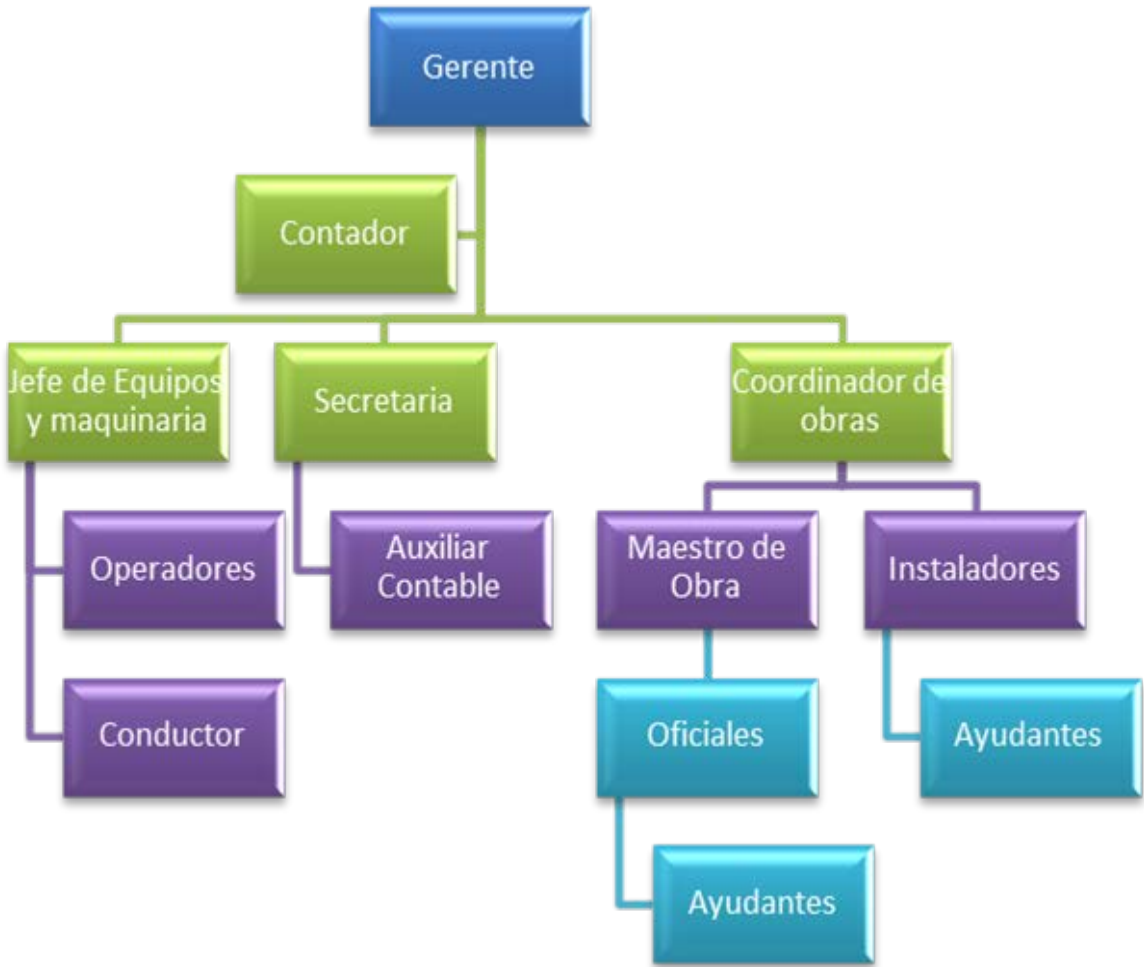 Gerente
Contador
Jefe de Equipos
y maquinaria
Secretaria
Coordinador de
obras
Operadores
Auxiliar
Contable
Maestro de
Obra
Instaladores
Conductor
Oficiales
Ayudantes
Ayudantes